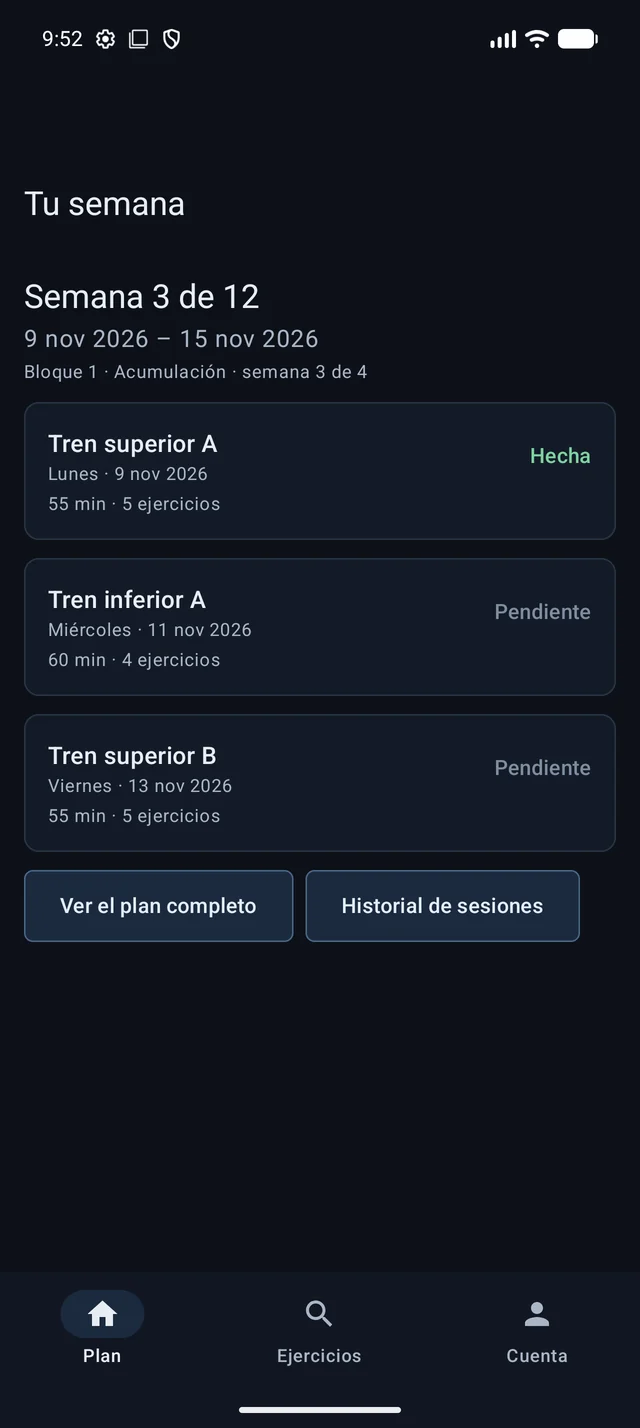 9:52
Tu semana
Semana 3 de 12
9 nov 2026 – 15 nov 2026
Bloque 1 · Acumulación · semana 3 de 4
Tren superior A
Hecha
Lunes · 9 nov 2026
55 min · 5 ejercicios
Tren inferior A
Pendiente
Miércoles · 11 nov 2026
60 min · 4 ejercicios
Tren superior B
Pendiente
Viernes · 13 nov 2026
55 min · 5 ejercicios
Ver el plan completo
Historial de sesiones
Plan
Ejercicios
Cuenta